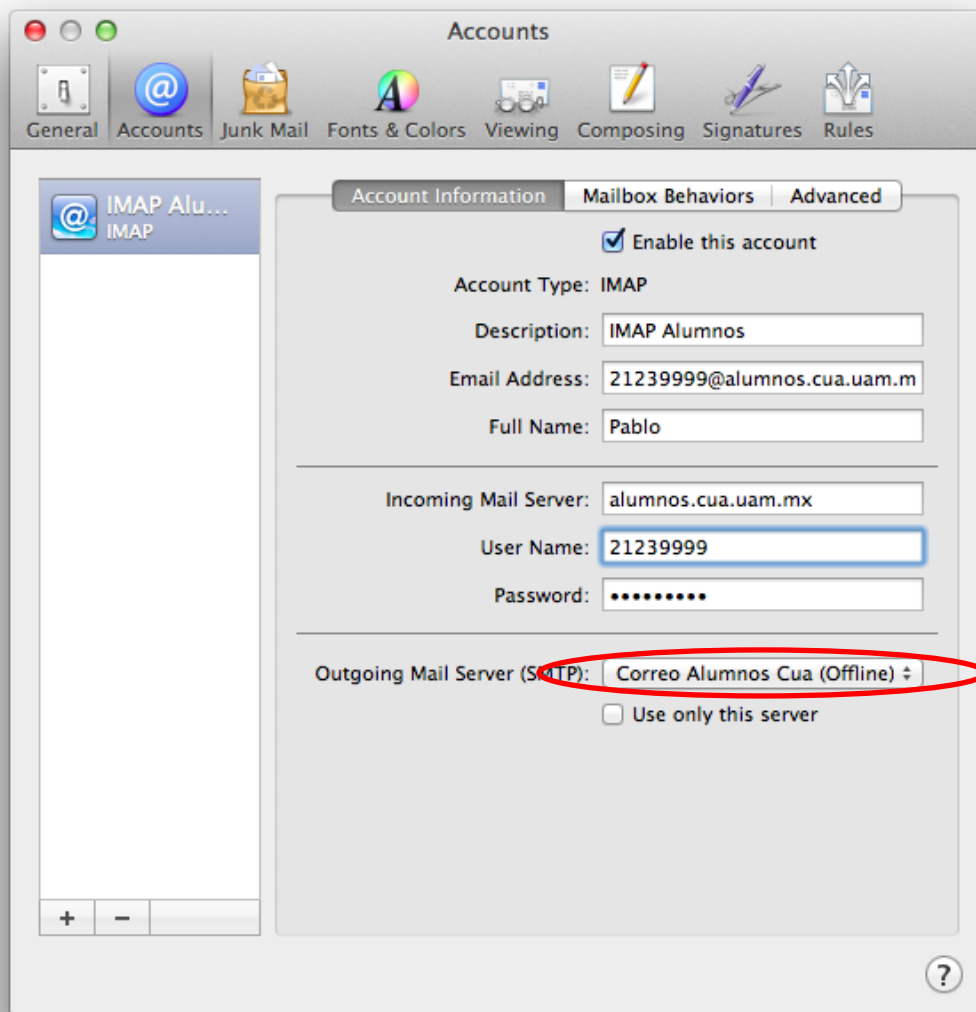 Accounts
General Accounts Junk Mail Fonts & Colors Viewing Composing Signatures Rules
IMAP Alu...
IMAP
Account Information Mailbox Behaviors Advanced
Enable this account
Account Type: IMAP
Description: IMAP Alumnos
Email Address: 21239999@alumnos.cua.uam.m
Full Name: Pablo
Incoming Mail Server: alumnos.cua.uam.mx
User Name: 21239999
Password: •••••••••
Outgoing Mail Server (SMTP): Correo Alumnos Cua (Offline)
Use only this server
+ −
?